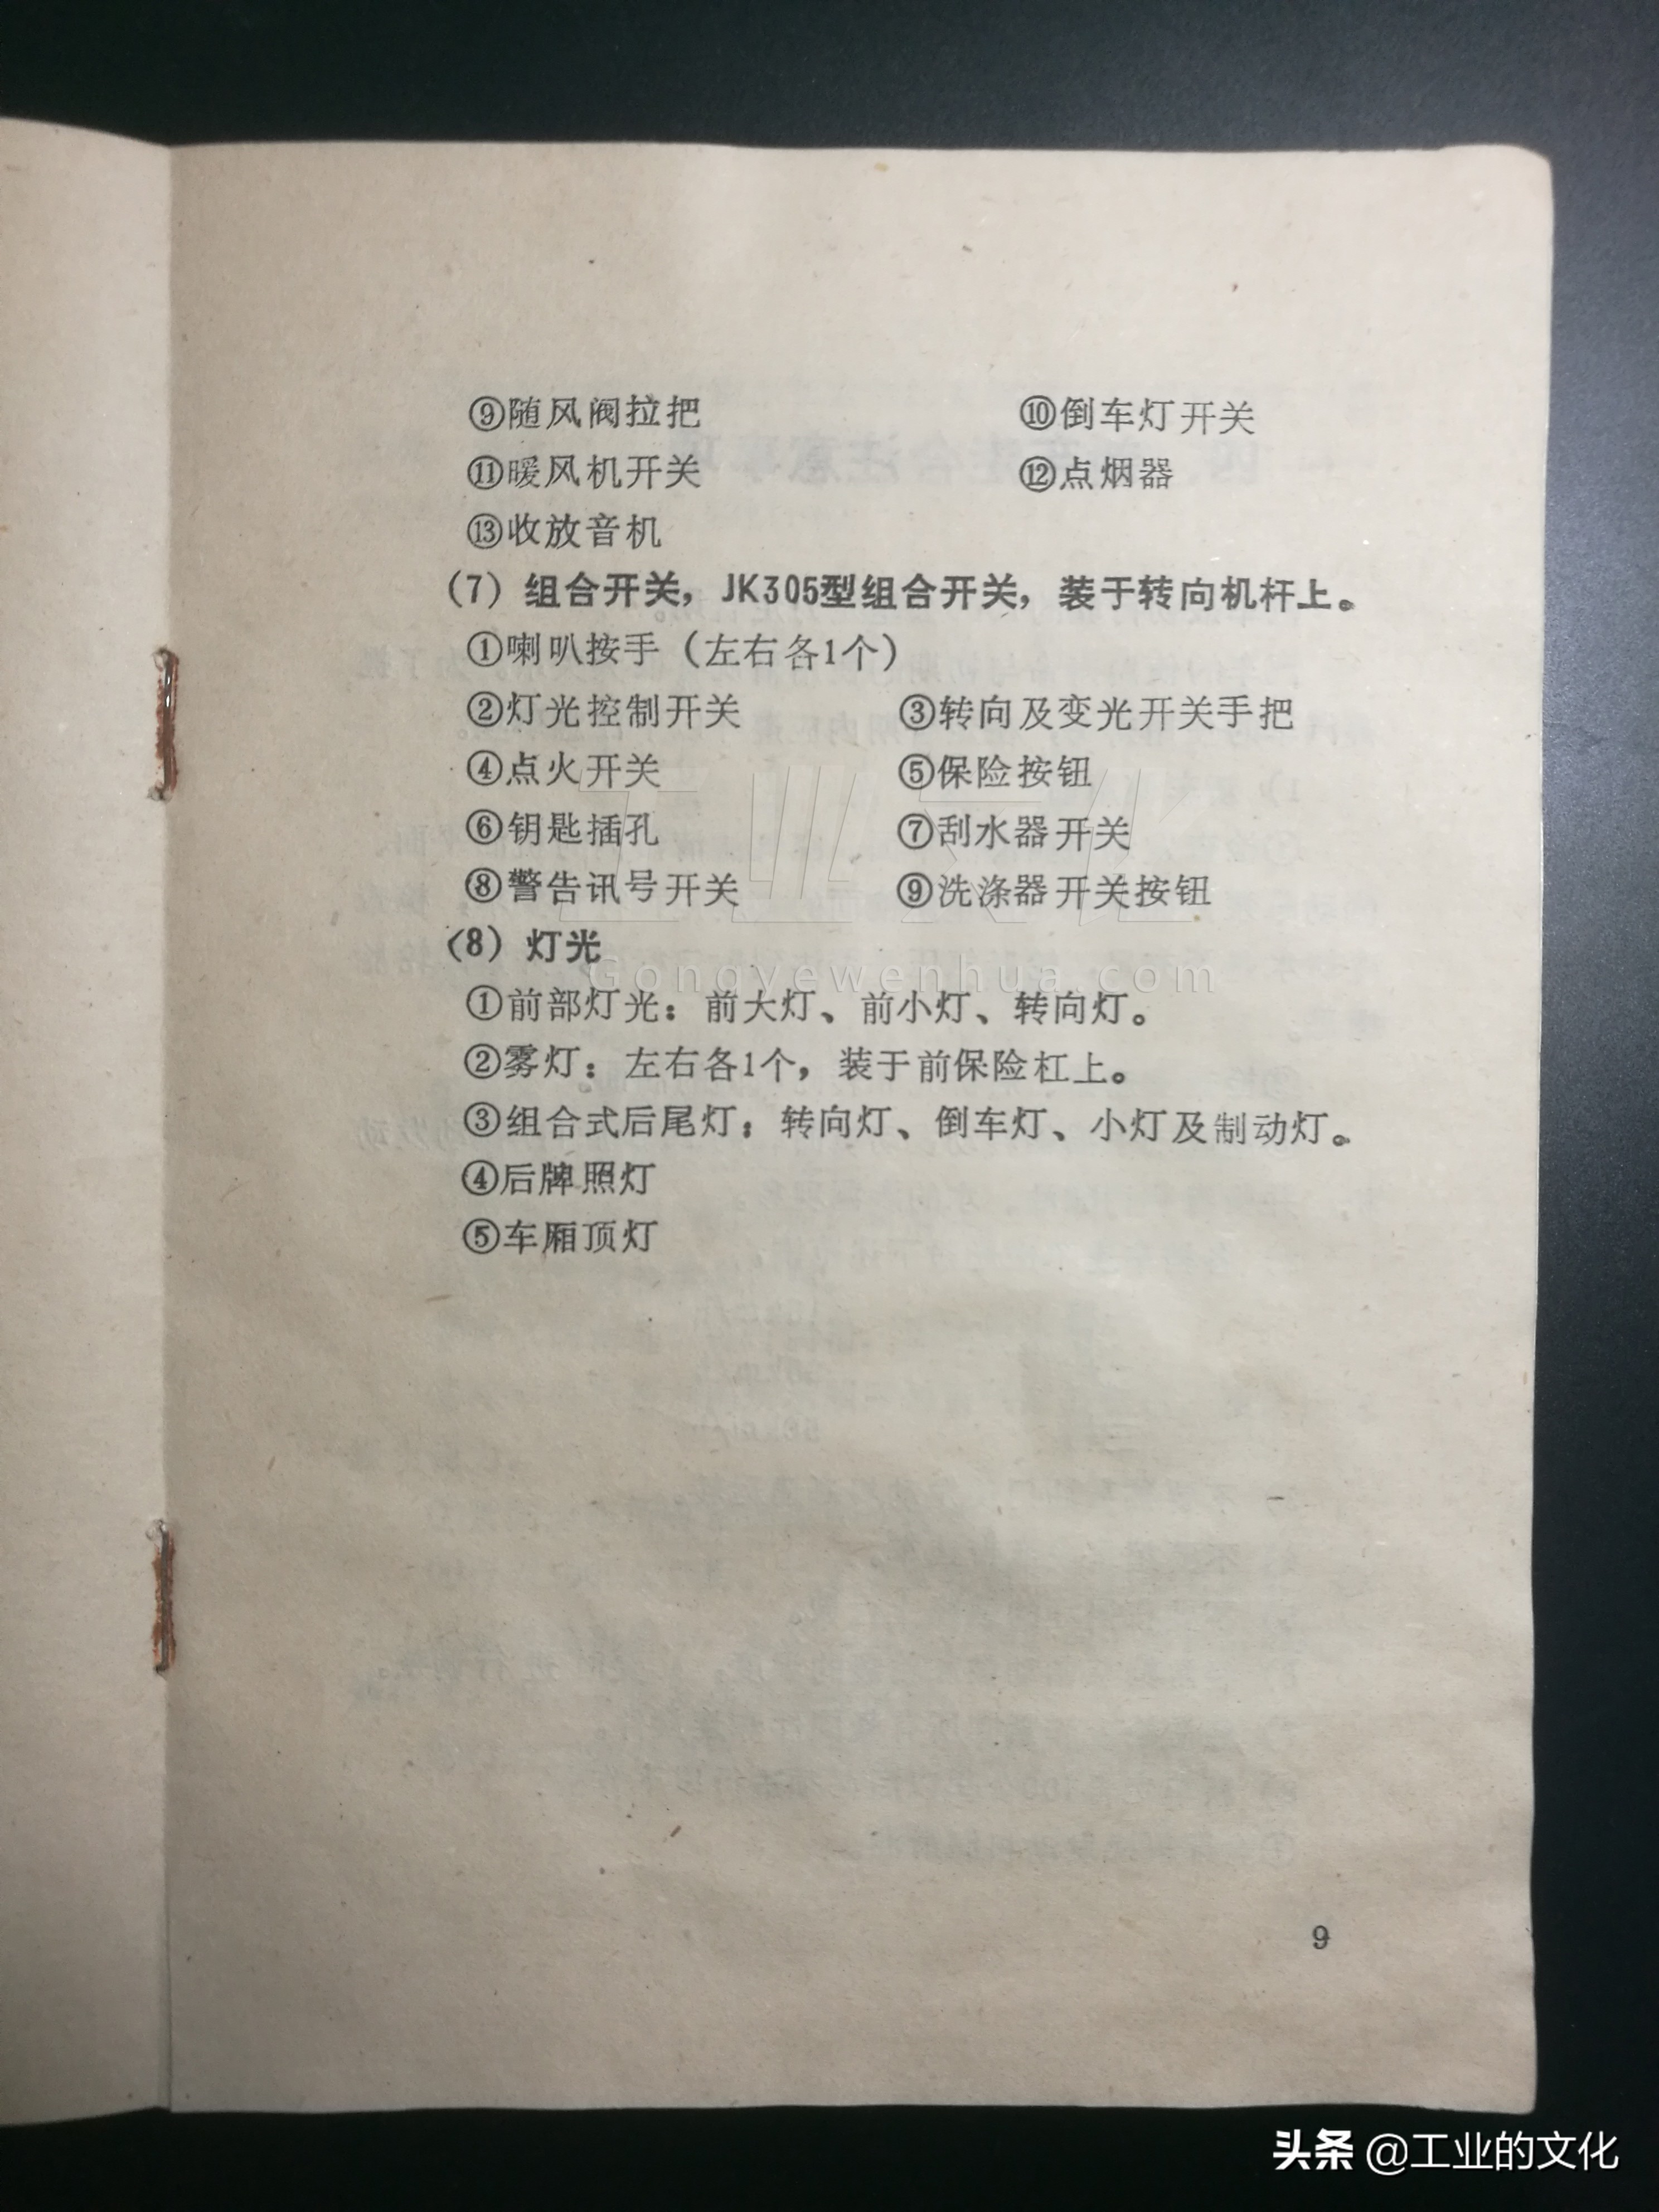 ⑨随风阀拉把 ⑩倒车灯开关
⑪暖风机开关 ⑫点烟器
⑬收放音机
(7) 组合开关，JK305型组合开关，装于转向机杆上。
①喇叭按手（左右各1个）
②灯光控制开关 ③转向及变光开关手把
④点火开关 ⑤保险按钮
⑥钥匙插孔 ⑦刮水器开关
⑧警告讯号开关 ⑨洗涤器开关按钮
(8) 灯光
①前部灯光：前大灯、前小灯、转向灯。
②雾灯：左右各1个，装于前保险杠上。
③组合式后尾灯：转向灯、倒车灯、小灯及制动灯。
④后牌照灯
⑤车厢顶灯
9
工业文化
Gongyewenhua.com
头条 @工业的文化